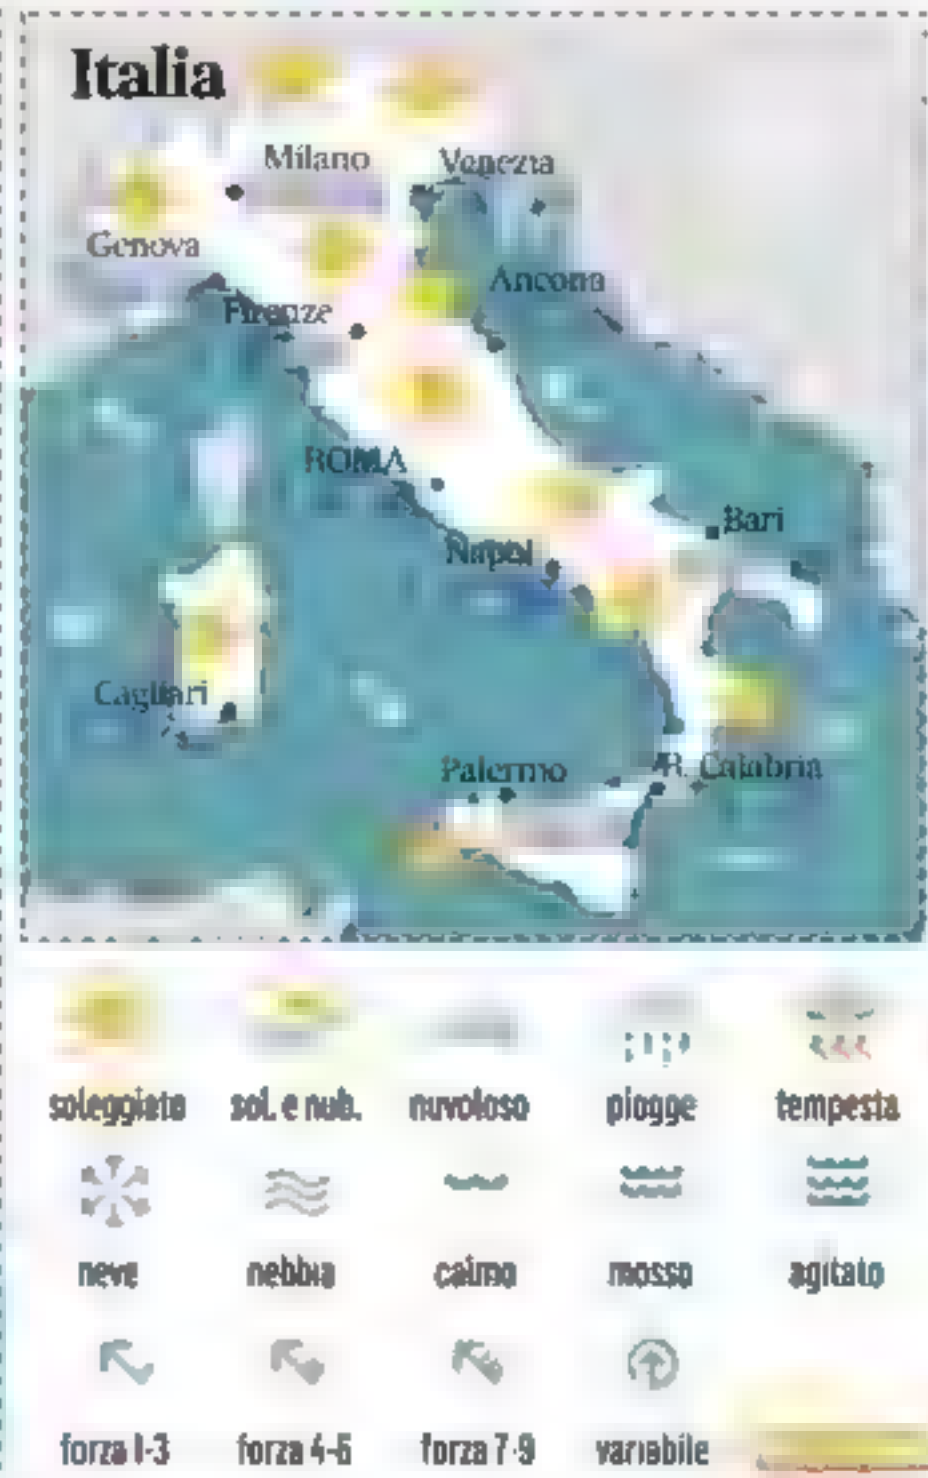 Italia
Milano
Venezia
Genova
Ancona
Firenze
ROMA
Bari
Napoli
Cagliari
Palermo
R. Calabria
soleggiato sol. e nub. nuvoloso piogge tempesta
neve nebbia calmo mosso agitato
forza 1-3 forza 4-6 forza 7-9 variabile